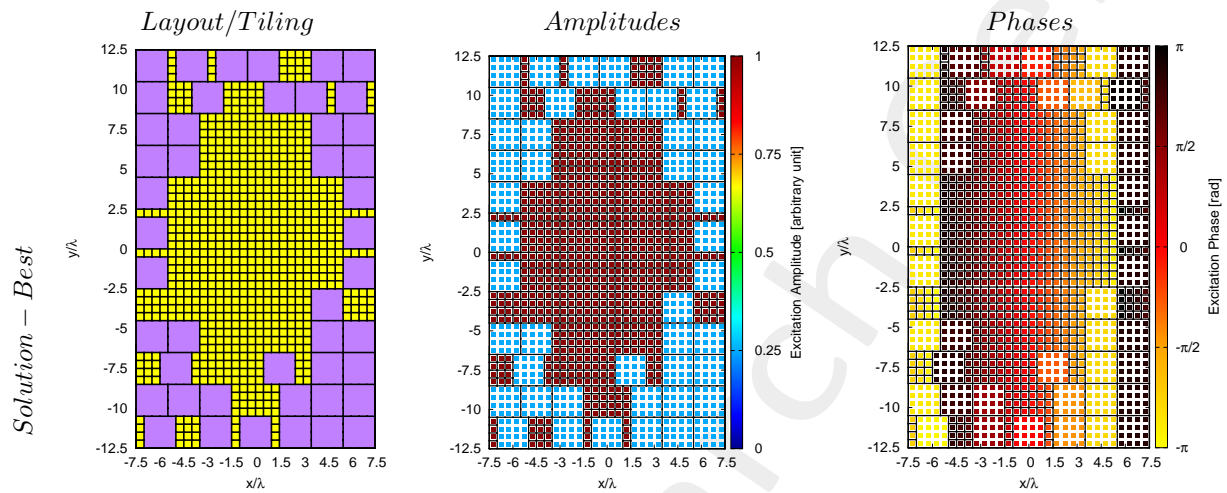 Layout/Tiling
Amplitudes
Phases
Solution − Best
12.5
10
7.5
5
2.5
0
-2.5
-5
-7.5
-10
-12.5
y/λ
-7.5 -6 -4.5 -3 -1.5 0 1.5 3 4.5 6 7.5
x/λ
12.5
10
7.5
5
2.5
0
-2.5
-5
-7.5
-10
-12.5
y/λ
-7.5 -6 -4.5 -3 -1.5 0 1.5 3 4.5 6 7.5
x/λ
1
0.75
0.5
0.25
0
Excitation Amplitude [arbitrary unit]
12.5
10
7.5
5
2.5
0
-2.5
-5
-7.5
-10
-12.5
y/λ
-7.5 -6 -4.5 -3 -1.5 0 1.5 3 4.5 6 7.5
x/λ
π
π/2
0
-π/2
-π
Excitation Phase [rad]